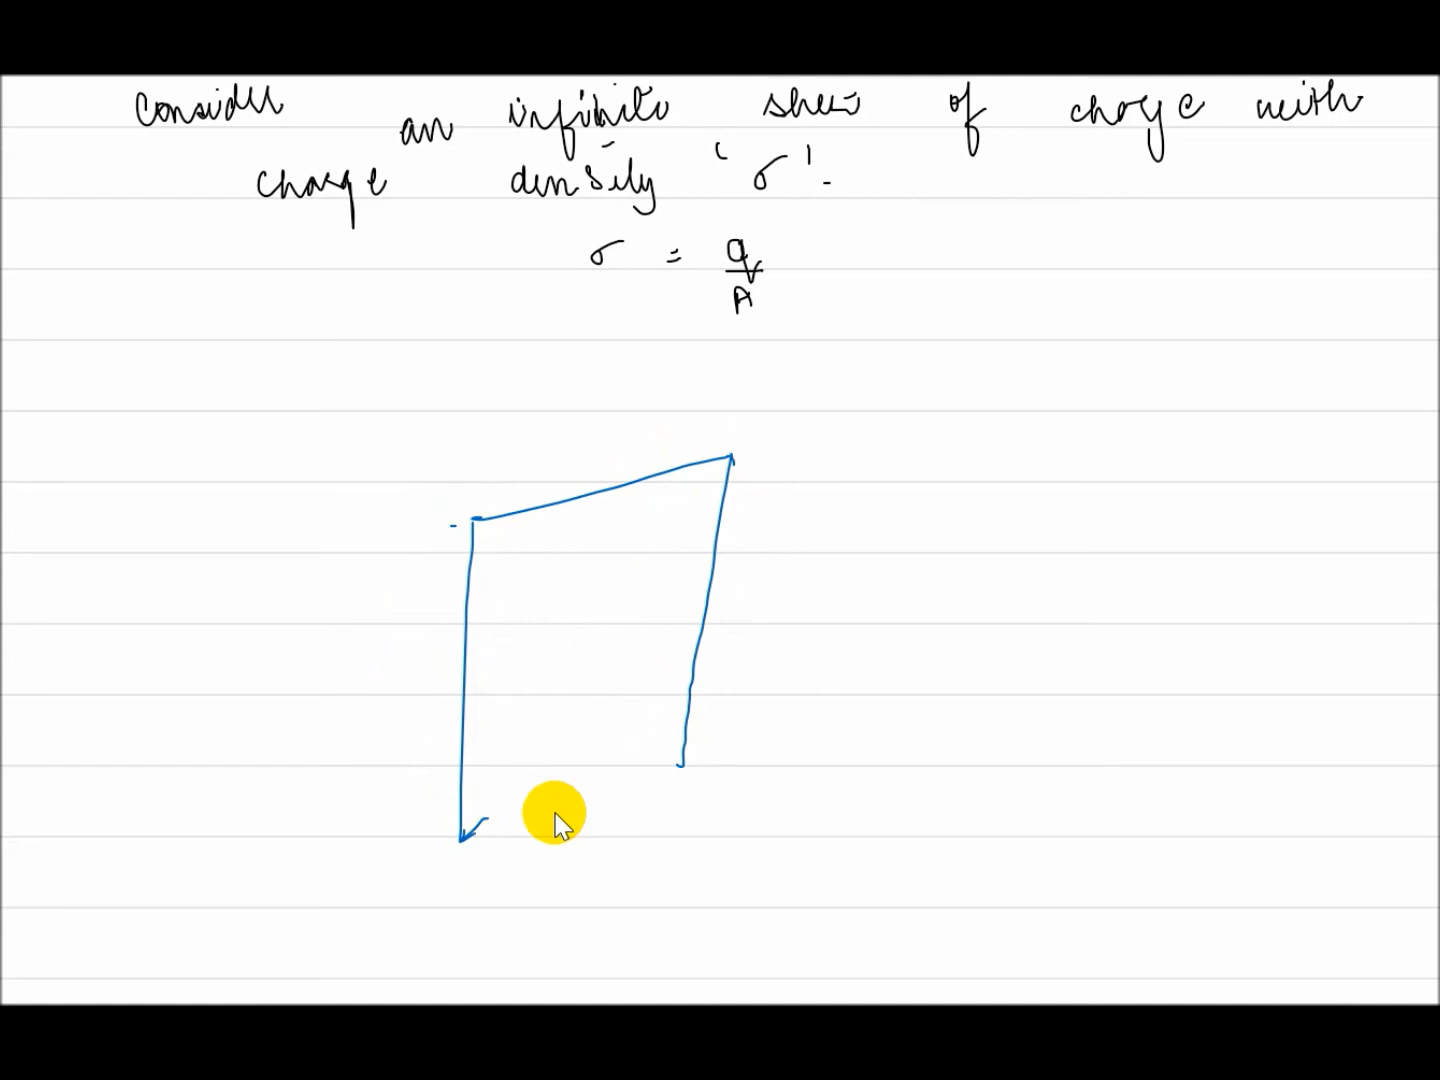 Consider an infinite sheet of charge with
charge density 'σ'.
σ = q/A